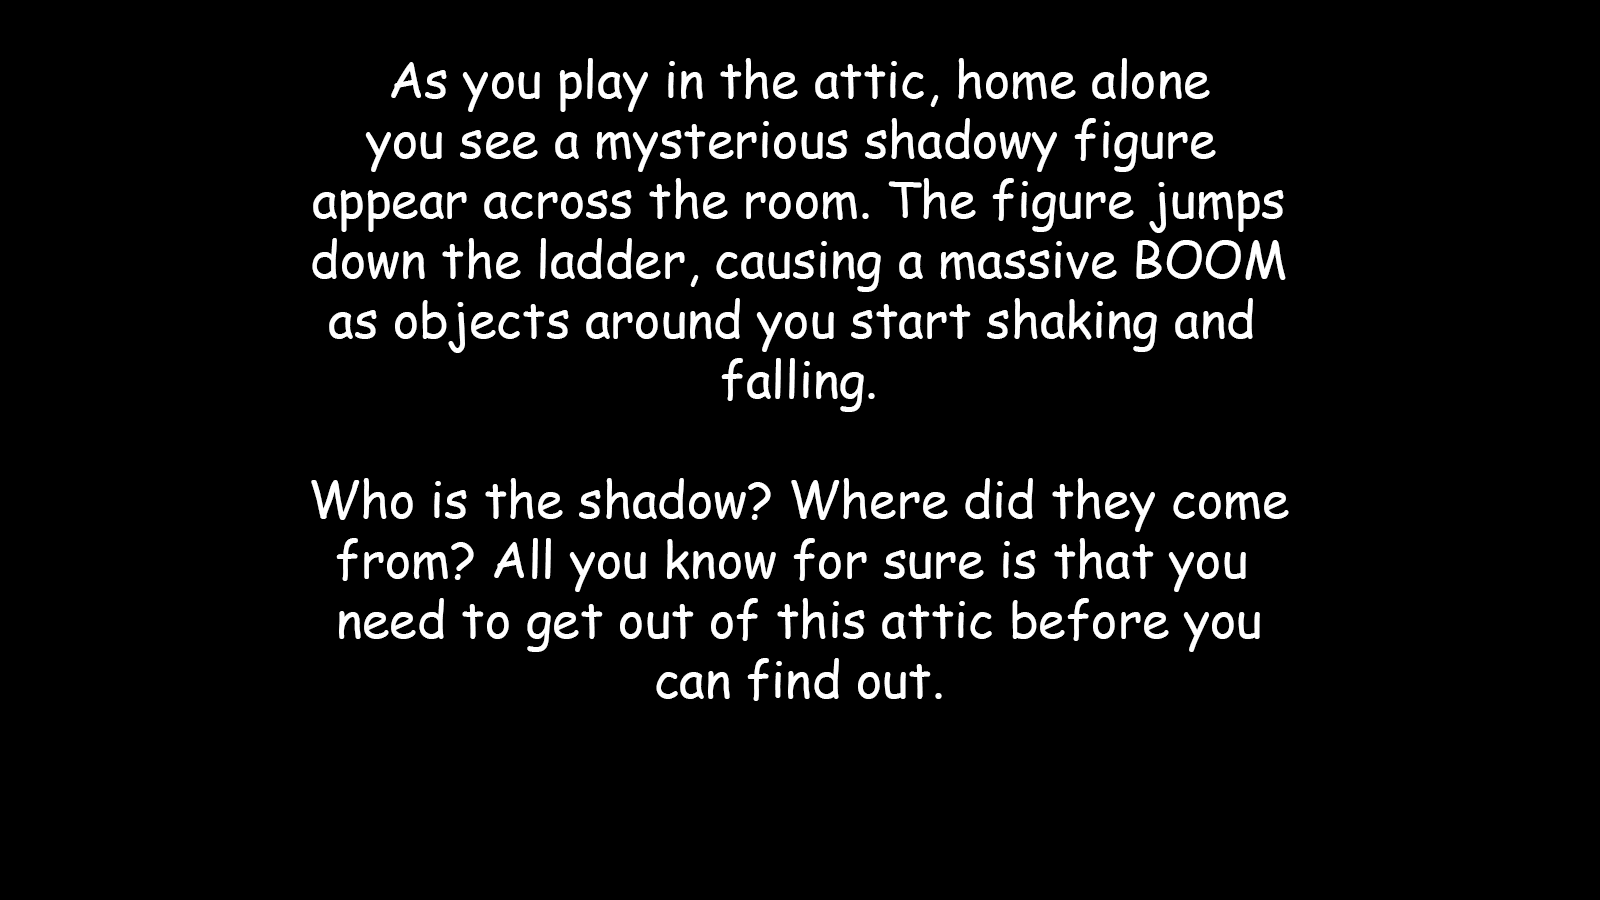 As you play in the attic, home alone
you see a mysterious shadowy figure
appear across the room. The figure jumps
down the ladder, causing a massive BOOM
as objects around you start shaking and
falling.
Who is the shadow? Where did they come
from? All you know for sure is that you
need to get out of this attic before you
can find out.